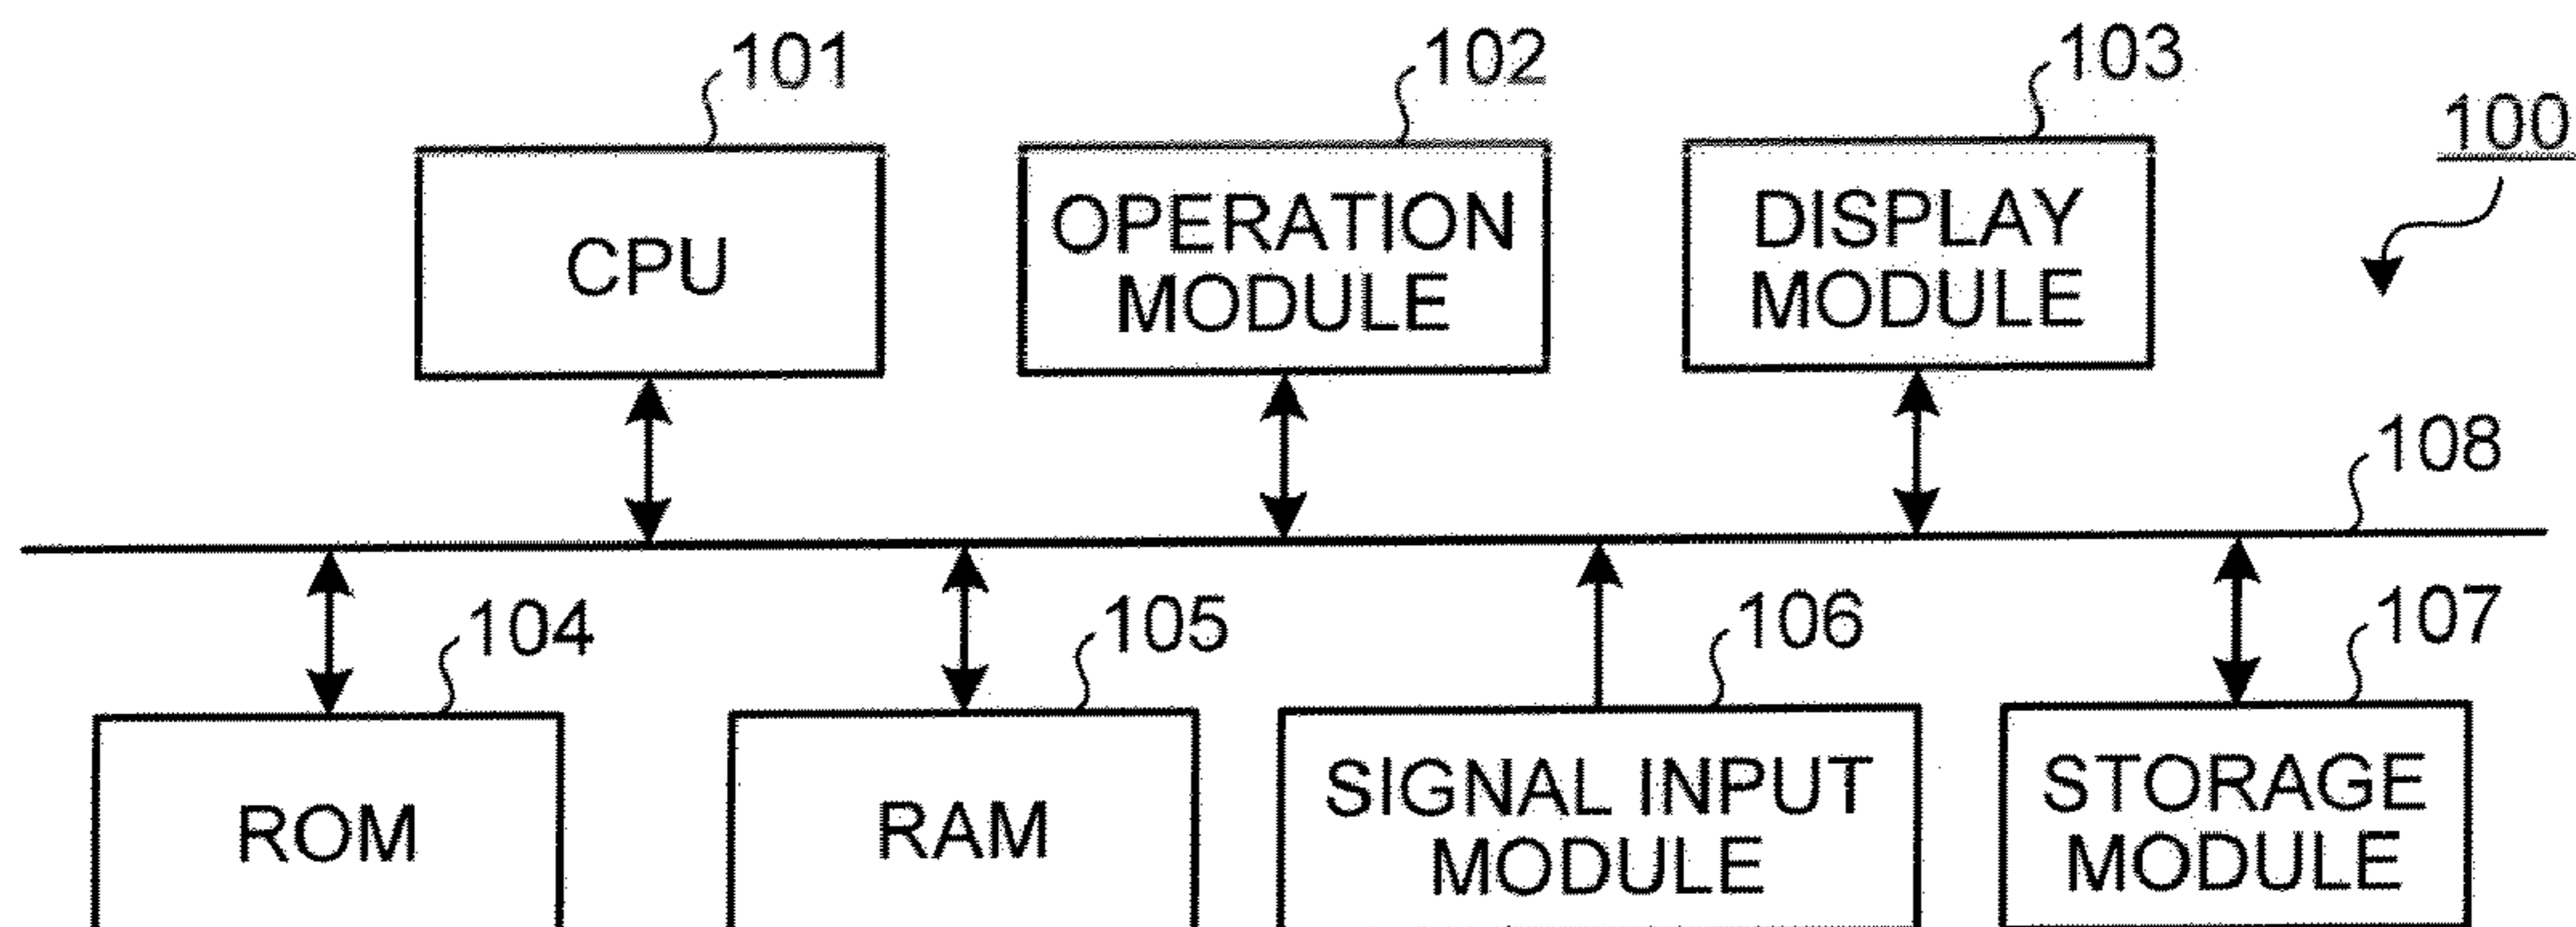 101
102
103
100
CPU
OPERATION
MODULE
DISPLAY
MODULE
108
104
105
106
107
ROM
RAM
SIGNAL INPUT
MODULE
STORAGE
MODULE